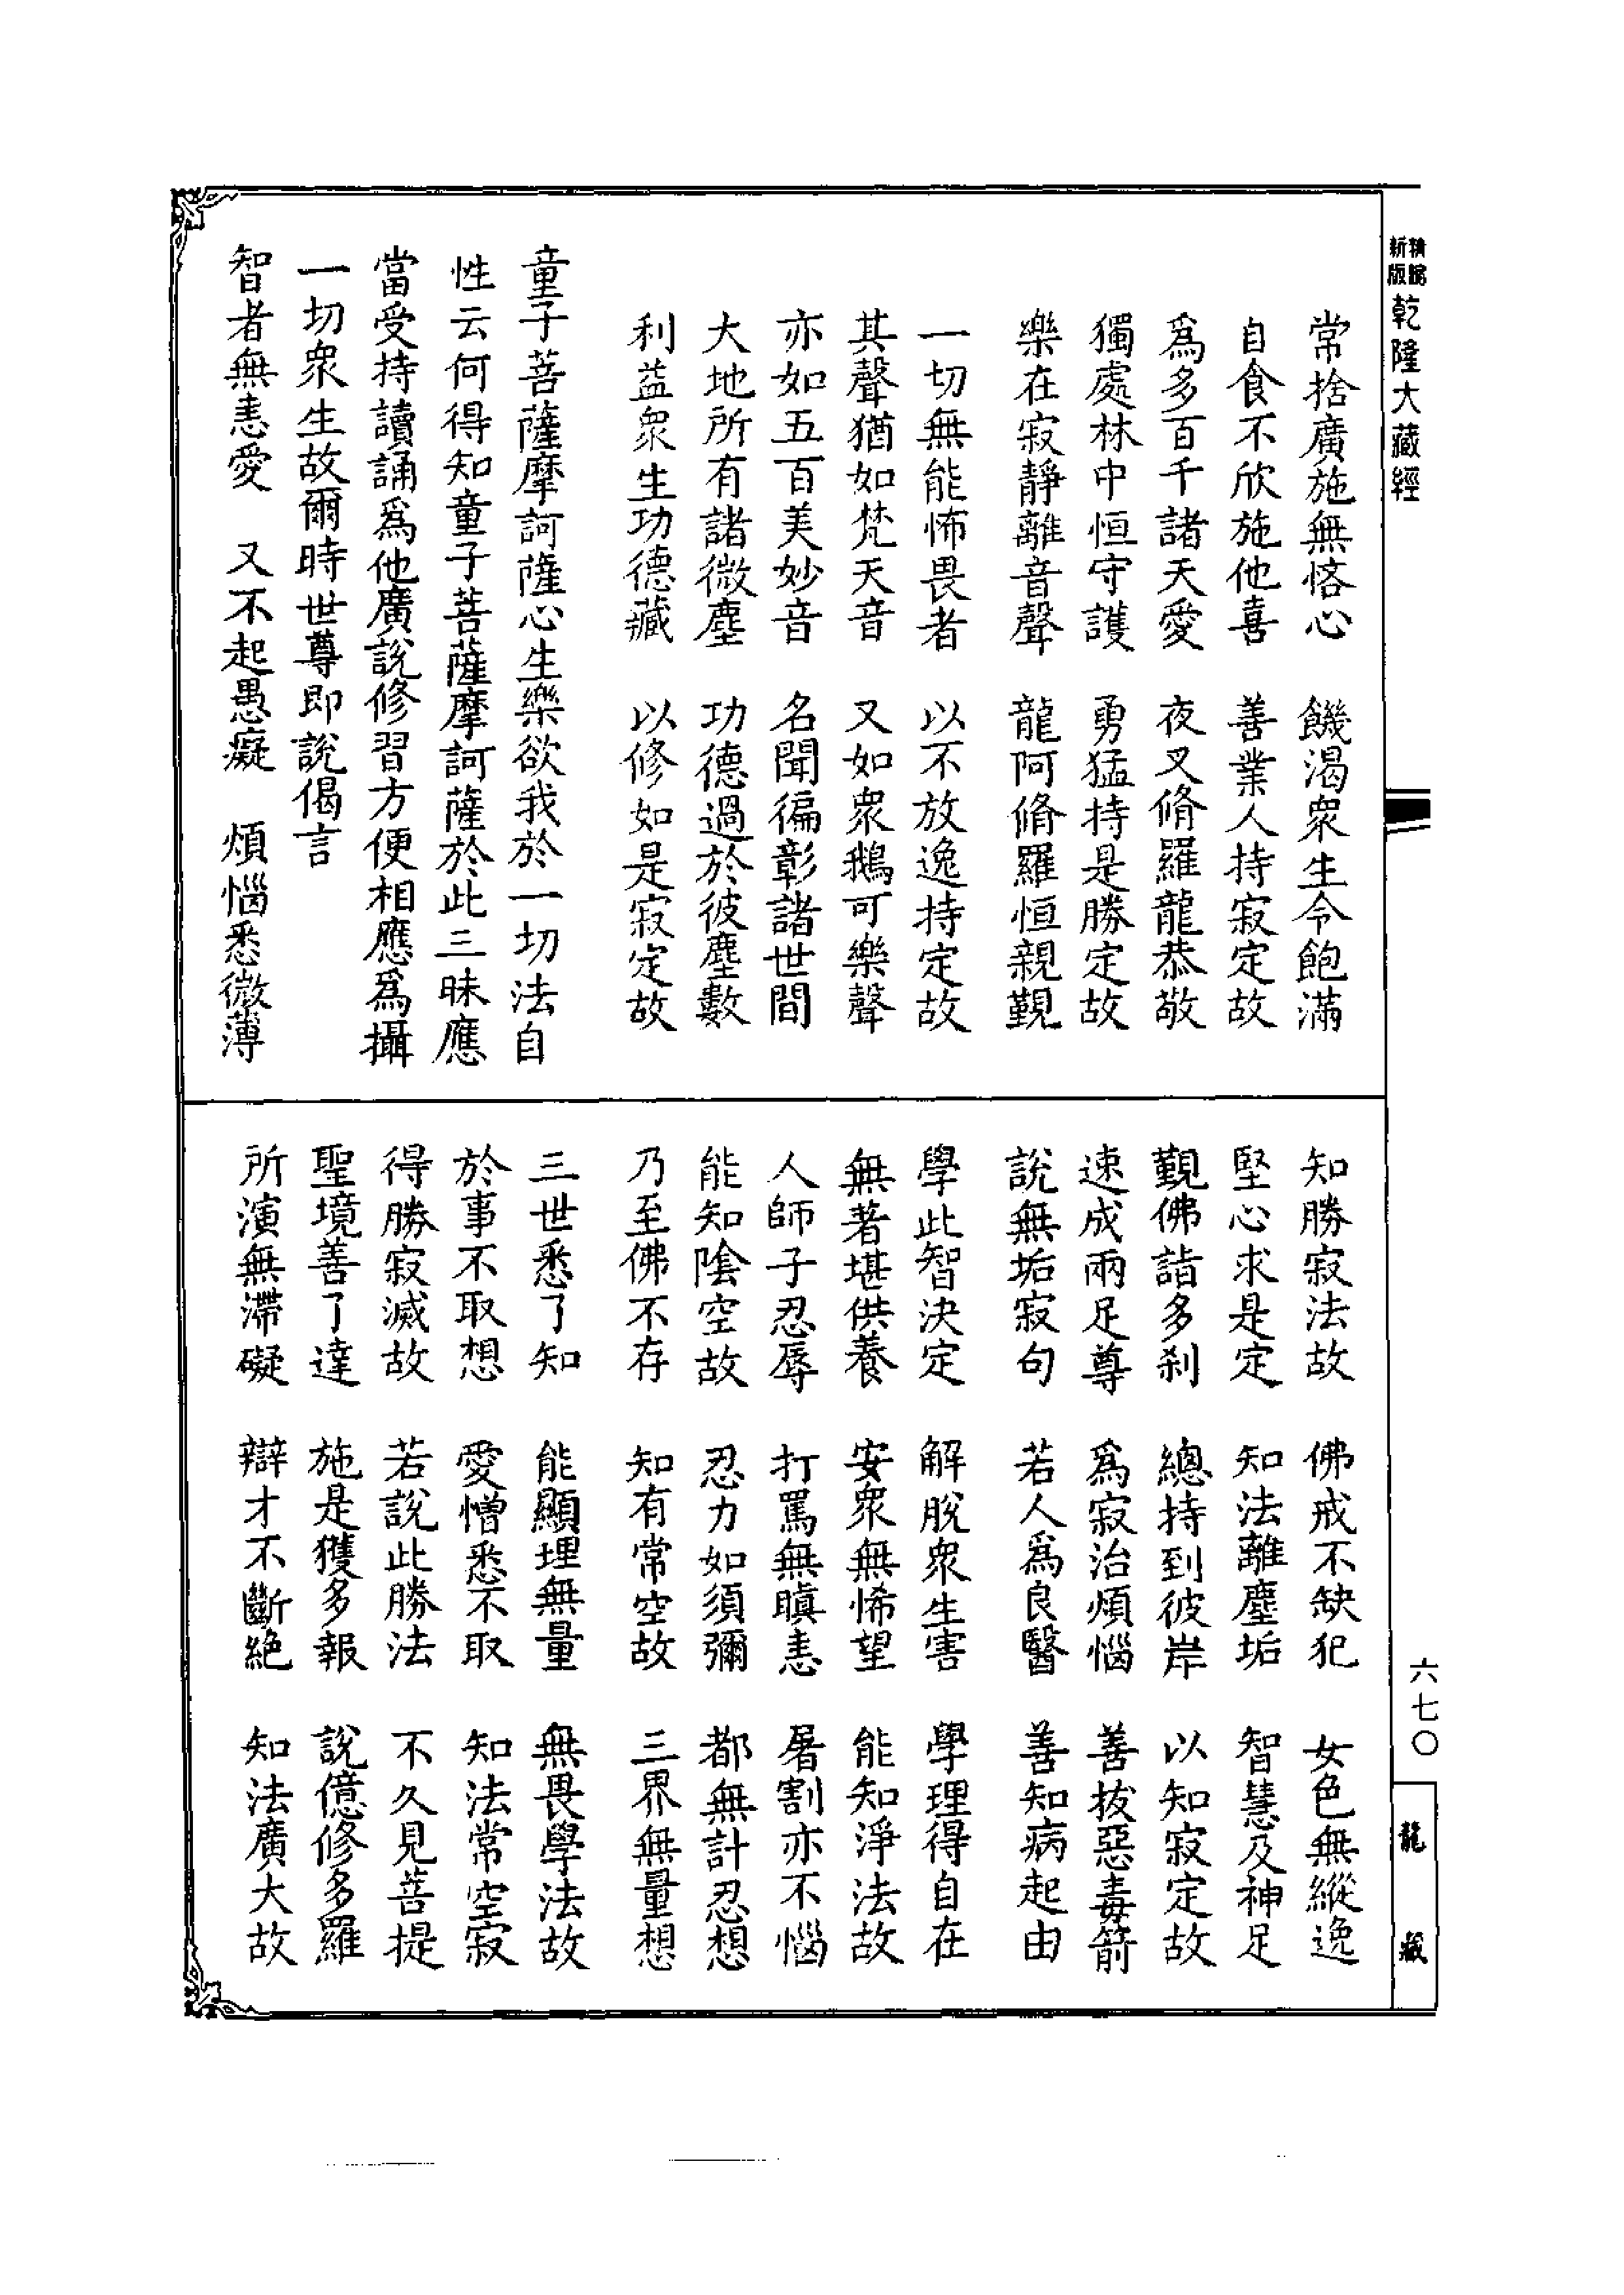 精縮
新版
乾隆大藏經
常捨廣施無悋心　饑渴衆生令飽滿
自食不欣施他喜　善業人持寂定故
爲多百千諸天愛　夜叉脩羅龍恭敬
獨處林中恒守護　勇猛持是勝定故
樂在寂靜離音聲　龍阿脩羅恒親覲
一切無能怖畏者　以不放逸持定故
其聲猶如梵天音　又如衆鵝可樂聲
亦如五百美妙音　名聞徧彰諸世間
大地所有諸微塵　功德過於彼塵數
利益衆生功德藏　以修如是寂定故
童子菩薩摩訶薩心生樂欲我於一切法自
性云何得知童子菩薩摩訶薩於此三昧應
當受持讀誦爲他廣說修習方便相應爲攝
一切衆生故爾時世尊即說偈言
智者無恚愛　又不起愚癡　煩惱悉微薄
知勝寂法故　佛戒不缺犯　女色無縱逸
堅心求是定　知法離塵垢　智慧及神足
覲佛詣多刹　總持到彼岸　以知寂定故
速成兩足尊　爲寂治煩惱　善拔惡毒箭
說無垢寂句　若人爲良醫　善知病起由
學此智決定　解脫衆生害　學理得自在
無著堪供養　安衆無悕望　能知淨法故
人師子忍辱　打罵無瞋恚　屠割亦不惱
能知陰空故　忍力如須彌　都無計忍想
乃至佛不存　知有常空故　三界無量想
三世悉了知　能顯理無量　無畏學法故
於事不取想　愛憎悉不取　知法常空寂
得勝寂滅故　若說此勝法　不久見菩提
聖境善了達　施是獲多報　說億修多羅
所演無滯礙　辯才不斷絕　知法廣大故
六七〇
龍藏